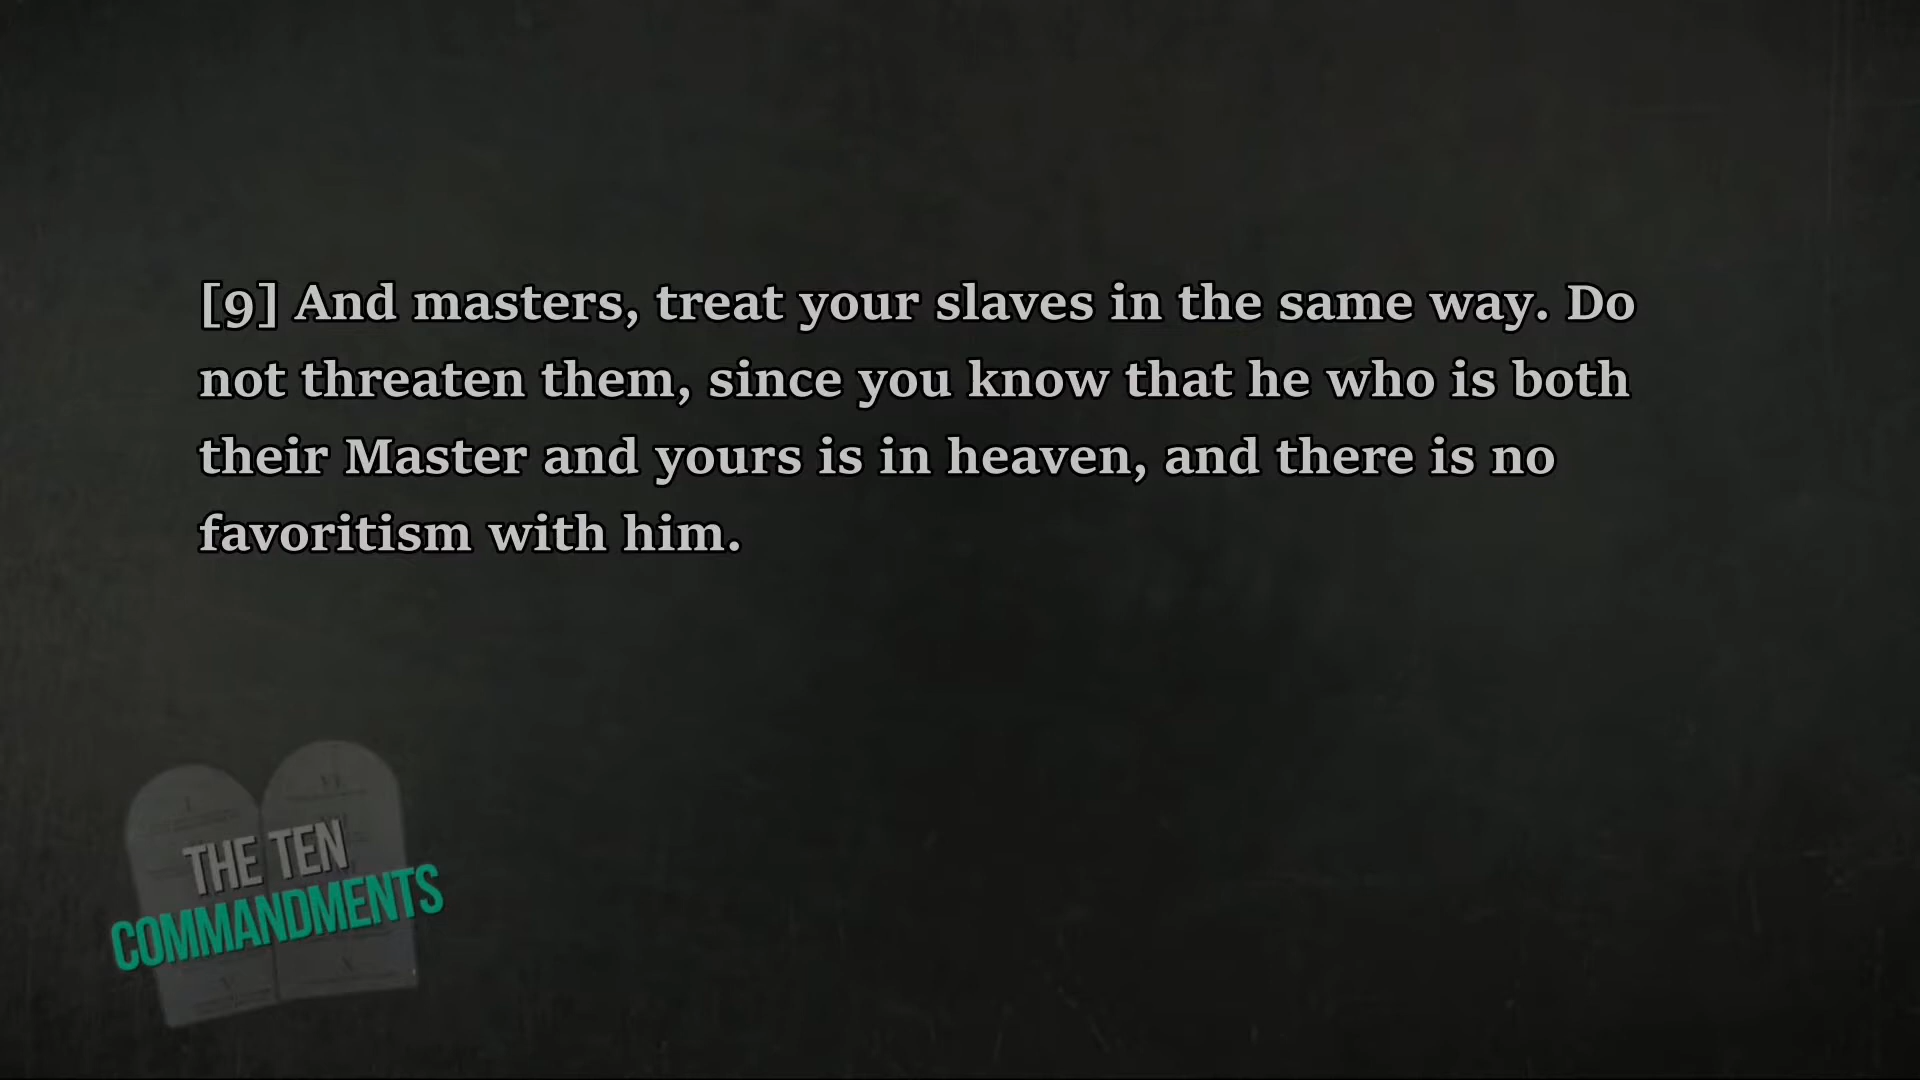 [9] And masters, treat your slaves in the same way. Do
not threaten them, since you know that he who is both
their Master and yours is in heaven, and there is no
favoritism with him.
THE TEN
COMMANDMENTS
I
VI
V
X